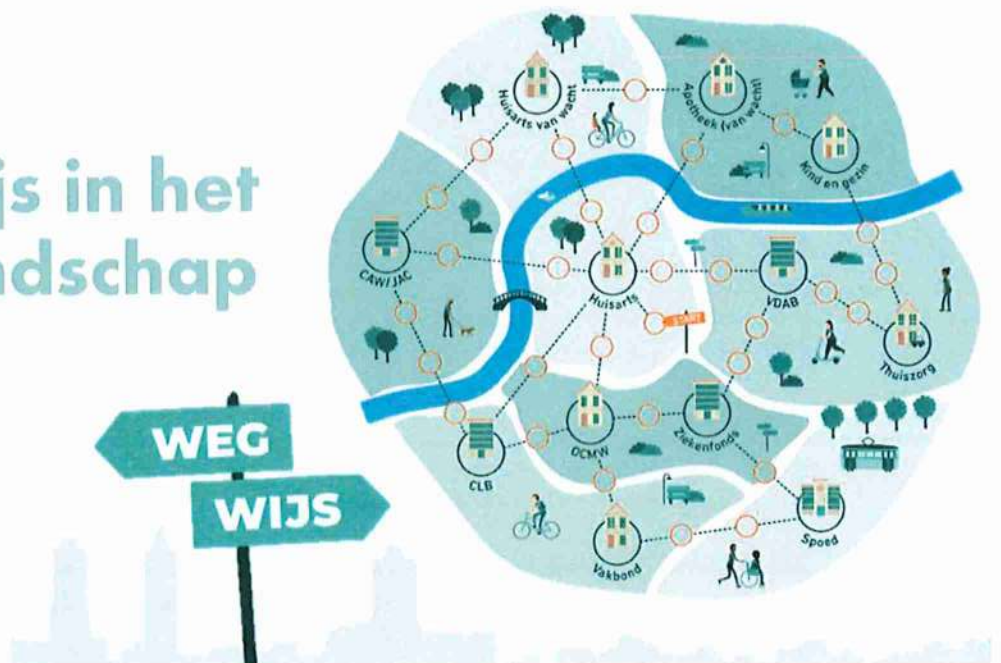 js in het
ndschap
WEG
WIJS
Huisarts van wacht
Apotheek (van wacht)
Kind en gezin
CAW/JAC
Huisarts
START
VDAB
Thuiszorg
CLB
OCMW
Ziekenfonds
Vakbond
Spoed